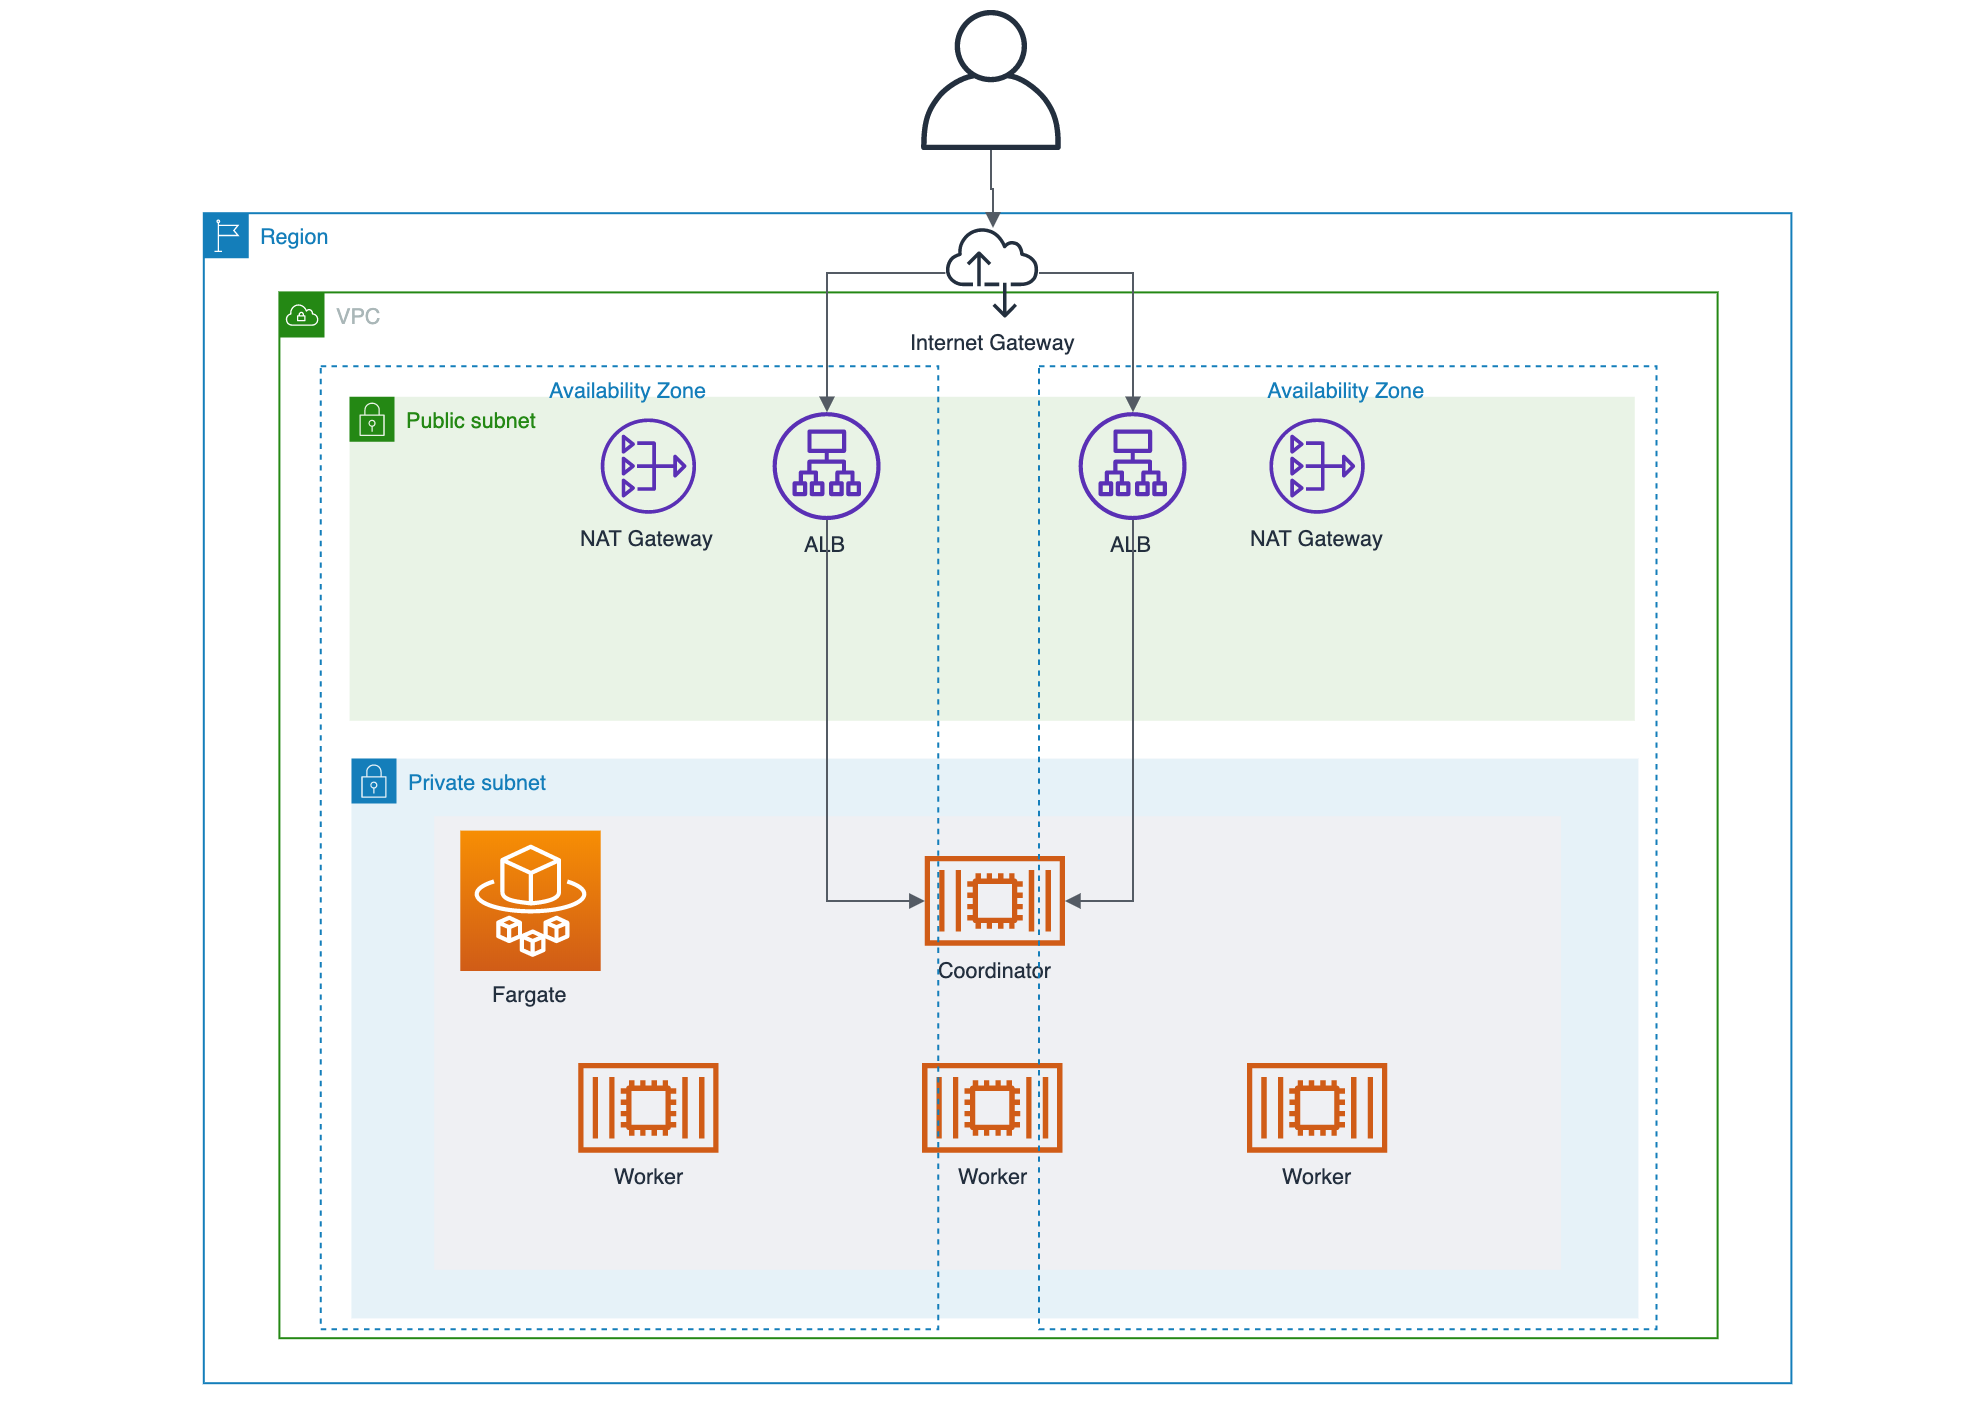 Region
VPC
Internet Gateway
Availability Zone
Availability Zone
Public subnet
NAT Gateway
ALB
ALB
NAT Gateway
Private subnet
Fargate
Coordinator
Worker
Worker
Worker